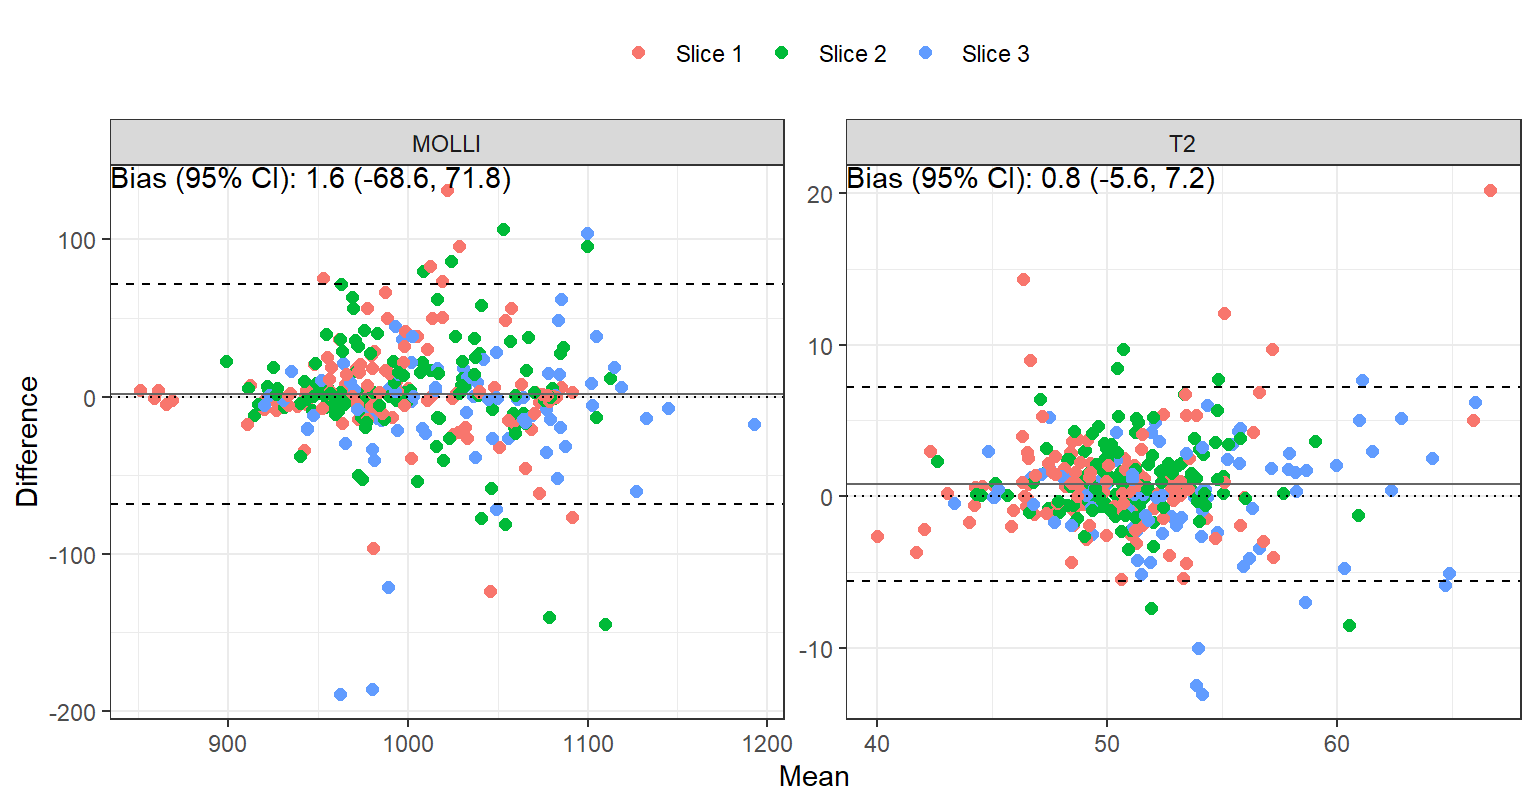 Slice 1 Slice 2 Slice 3
MOLLI
T2
Bias (95% CI): 1.6 (-68.6, 71.8)
Bias (95% CI): 0.8 (-5.6, 7.2)
Difference
100
0
-100
-200
20
10
0
-10
900 1000 1100 1200
40 50 60
Mean